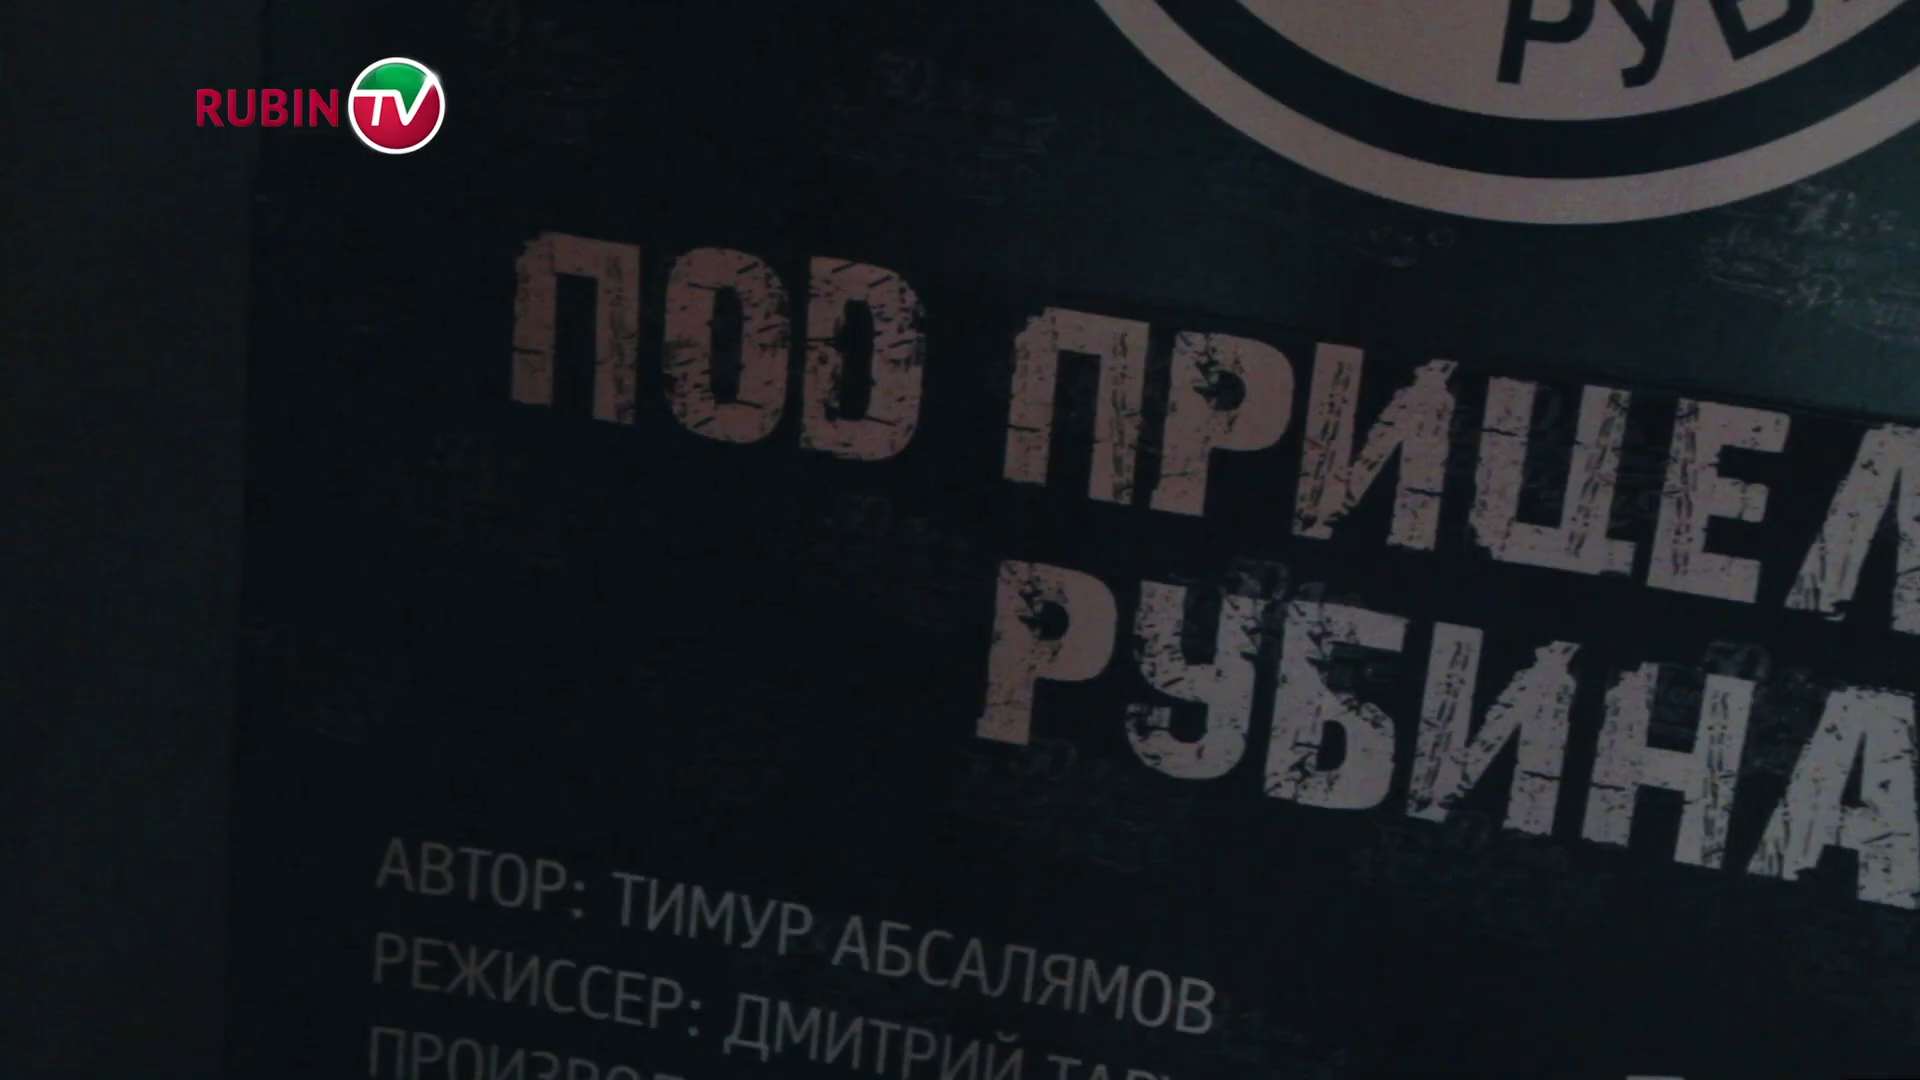 RUBIN TV
РУБ
ПОД ПРИЦЕЛ
РУБИНА
АВТОР: ТИМУР АБСАЛЯМОВ
РЕЖИССЕР: ДМИТРИЙ